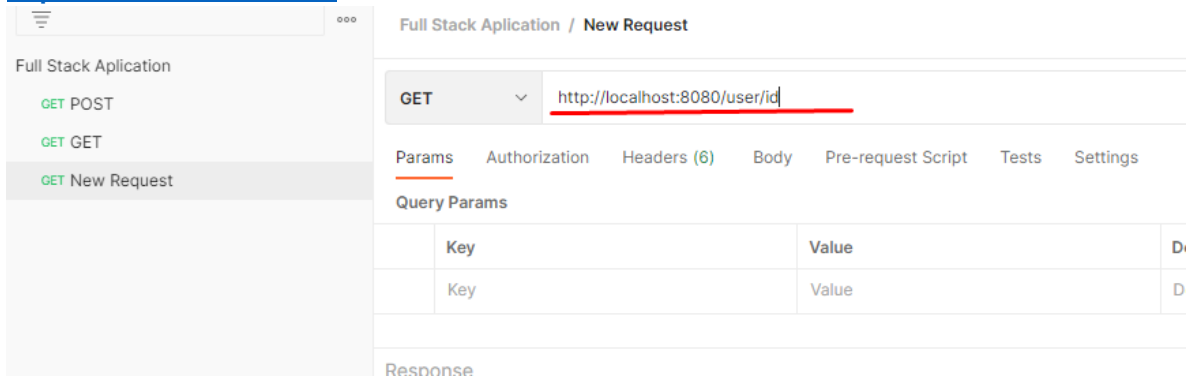 Full Stack Aplication / New Request
Full Stack Aplication
GET POST
GET GET
GET New Request
GET http://localhost:8080/user/id
Params Authorization Headers (6) Body Pre-request Script Tests Settings
Query Params
Key Value
Key Value D
Response